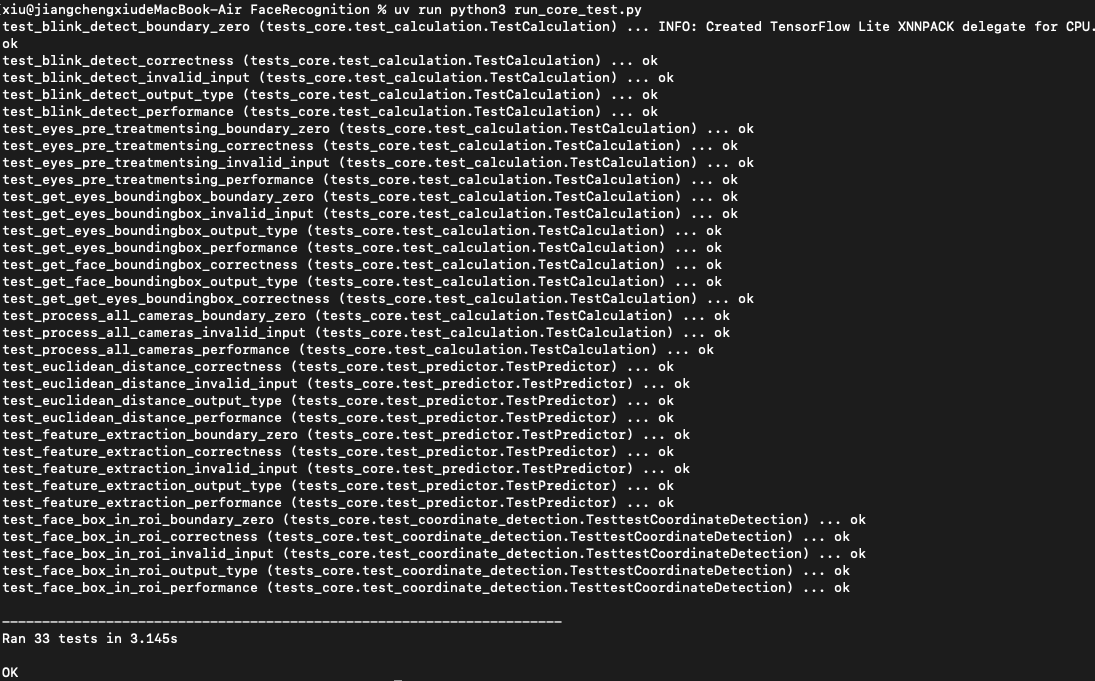 xiu@jiangchengxiudeMacBook-Air FaceRecognition % uv run python3 run_core_test.py
test_blink_detect_boundary_zero (tests_core.test_calculation.TestCalculation) ... INFO: Created TensorFlow Lite XNNPACK delegate for CPU.
ok
test_blink_detect_correctness (tests_core.test_calculation.TestCalculation) ... ok
test_blink_detect_invalid_input (tests_core.test_calculation.TestCalculation) ... ok
test_blink_detect_output_type (tests_core.test_calculation.TestCalculation) ... ok
test_blink_detect_performance (tests_core.test_calculation.TestCalculation) ... ok
test_eyes_pre_treatmentsing_boundary_zero (tests_core.test_calculation.TestCalculation) ... ok
test_eyes_pre_treatmentsing_correctness (tests_core.test_calculation.TestCalculation) ... ok
test_eyes_pre_treatmentsing_invalid_input (tests_core.test_calculation.TestCalculation) ... ok
test_eyes_pre_treatmentsing_performance (tests_core.test_calculation.TestCalculation) ... ok
test_get_eyes_boundingbox_boundary_zero (tests_core.test_calculation.TestCalculation) ... ok
test_get_eyes_boundingbox_invalid_input (tests_core.test_calculation.TestCalculation) ... ok
test_get_eyes_boundingbox_output_type (tests_core.test_calculation.TestCalculation) ... ok
test_get_eyes_boundingbox_performance (tests_core.test_calculation.TestCalculation) ... ok
test_get_face_boundingbox_correctness (tests_core.test_calculation.TestCalculation) ... ok
test_get_face_boundingbox_output_type (tests_core.test_calculation.TestCalculation) ... ok
test_get_get_eyes_boundingbox_correctness (tests_core.test_calculation.TestCalculation) ... ok
test_process_all_cameras_boundary_zero (tests_core.test_calculation.TestCalculation) ... ok
test_process_all_cameras_invalid_input (tests_core.test_calculation.TestCalculation) ... ok
test_process_all_cameras_performance (tests_core.test_calculation.TestCalculation) ... ok
test_euclidean_distance_correctness (tests_core.test_predictor.TestPredictor) ... ok
test_euclidean_distance_invalid_input (tests_core.test_predictor.TestPredictor) ... ok
test_euclidean_distance_output_type (tests_core.test_predictor.TestPredictor) ... ok
test_euclidean_distance_performance (tests_core.test_predictor.TestPredictor) ... ok
test_feature_extraction_boundary_zero (tests_core.test_predictor.TestPredictor) ... ok
test_feature_extraction_correctness (tests_core.test_predictor.TestPredictor) ... ok
test_feature_extraction_invalid_input (tests_core.test_predictor.TestPredictor) ... ok
test_feature_extraction_output_type (tests_core.test_predictor.TestPredictor) ... ok
test_feature_extraction_performance (tests_core.test_predictor.TestPredictor) ... ok
test_face_box_in_roi_boundary_zero (tests_core.test_coordinate_detection.TesttestCoordinateDetection) ... ok
test_face_box_in_roi_correctness (tests_core.test_coordinate_detection.TesttestCoordinateDetection) ... ok
test_face_box_in_roi_invalid_input (tests_core.test_coordinate_detection.TesttestCoordinateDetection) ... ok
test_face_box_in_roi_output_type (tests_core.test_coordinate_detection.TesttestCoordinateDetection) ... ok
test_face_box_in_roi_performance (tests_core.test_coordinate_detection.TesttestCoordinateDetection) ... ok
----------------------------------------------------------------------
Ran 33 tests in 3.145s
OK